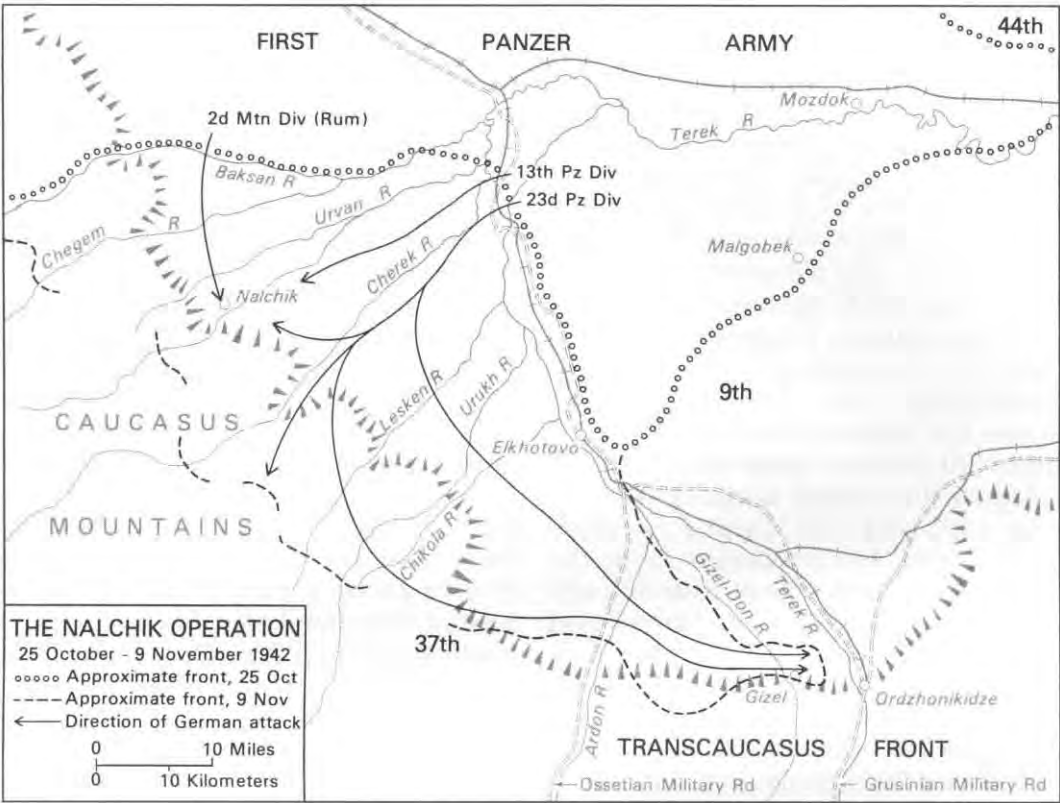 44th
FIRST PANZER ARMY
Mozdok
2d Mtn Div (Rum)
Terek R
Baksan R
13th Pz Div
Urvan R
23d Pz Div
Chegem R
Cherek R
Malgobek
Nalchik
Lesken R
Urukh R
9th
CAUCASUS
Elkhotovo
MOUNTAINS
Chikola R
Gizel-Don R
Terek R
THE NALCHIK OPERATION
25 October - 9 November 1942
Approximate front, 25 Oct
Approximate front, 9 Nov
Direction of German attack
0 10 Miles
0 10 Kilometers
37th
Ardon R
Gizel
Ordzhonikidze
TRANSCAUCASUS FRONT
Ossetian Military Rd
Grusinian Military Rd